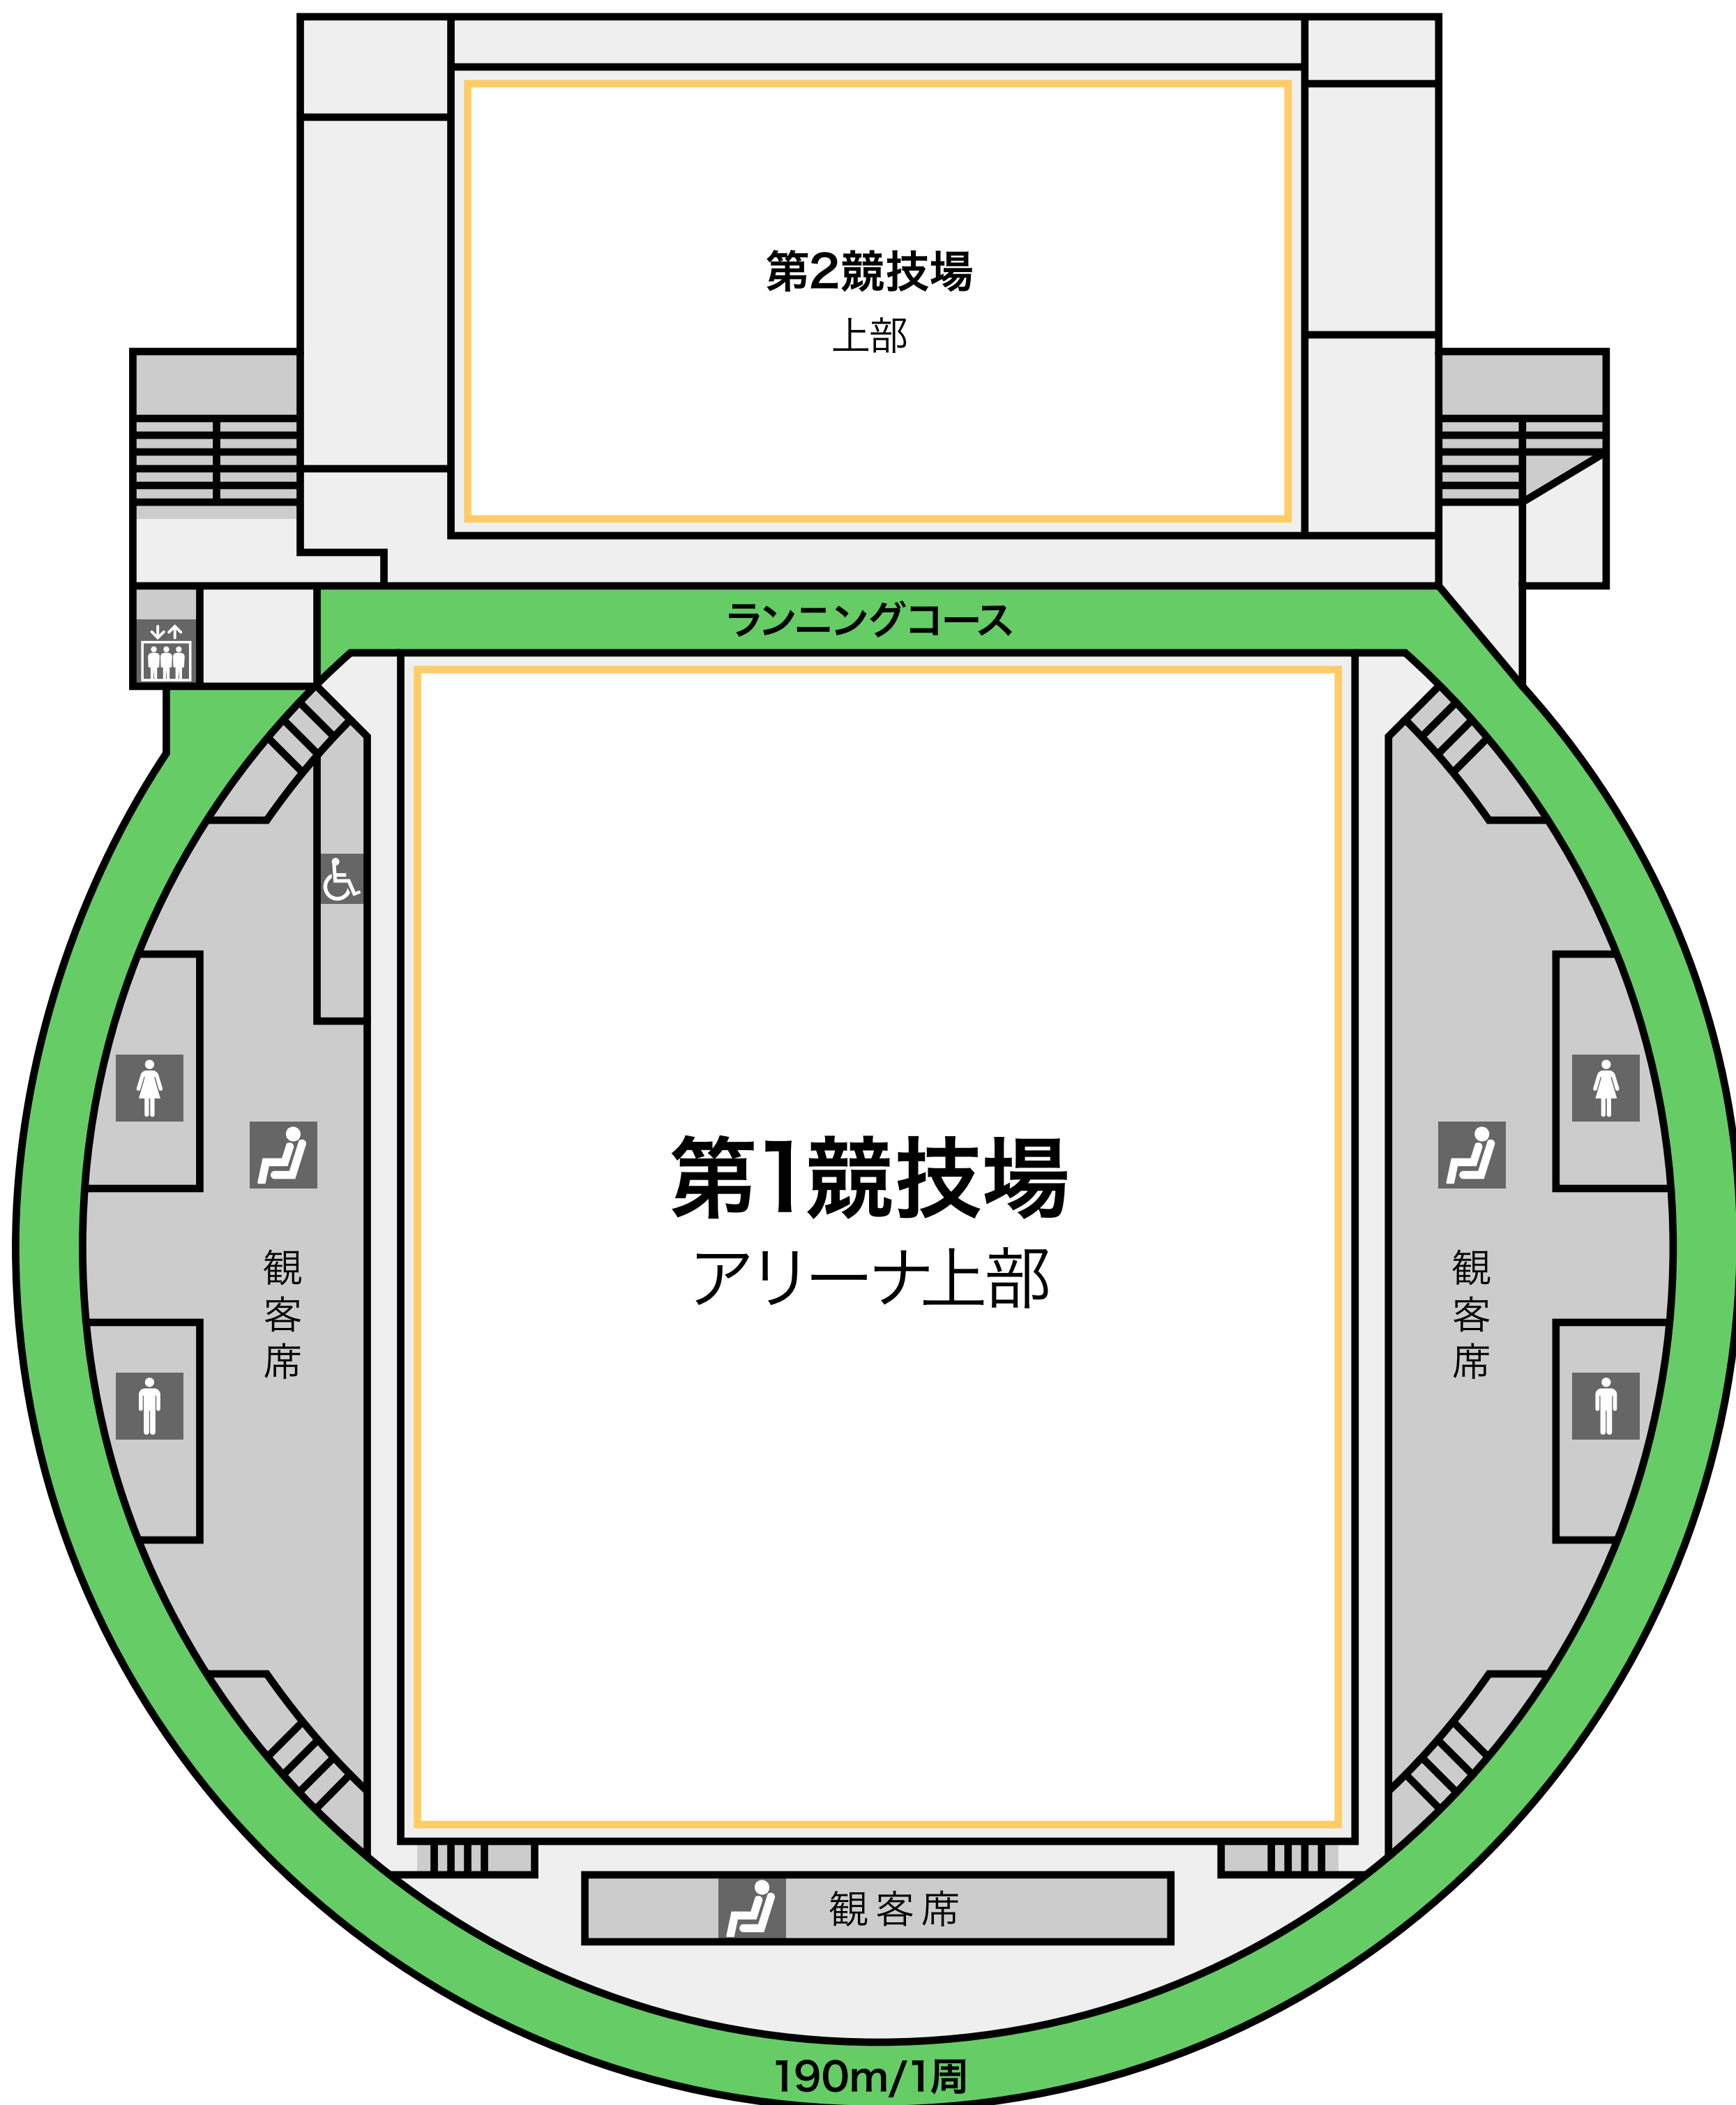 第2競技場
上部
ランニングコース
第1競技場
アリーナ上部
観客席
観客席
観客席
190m/1周